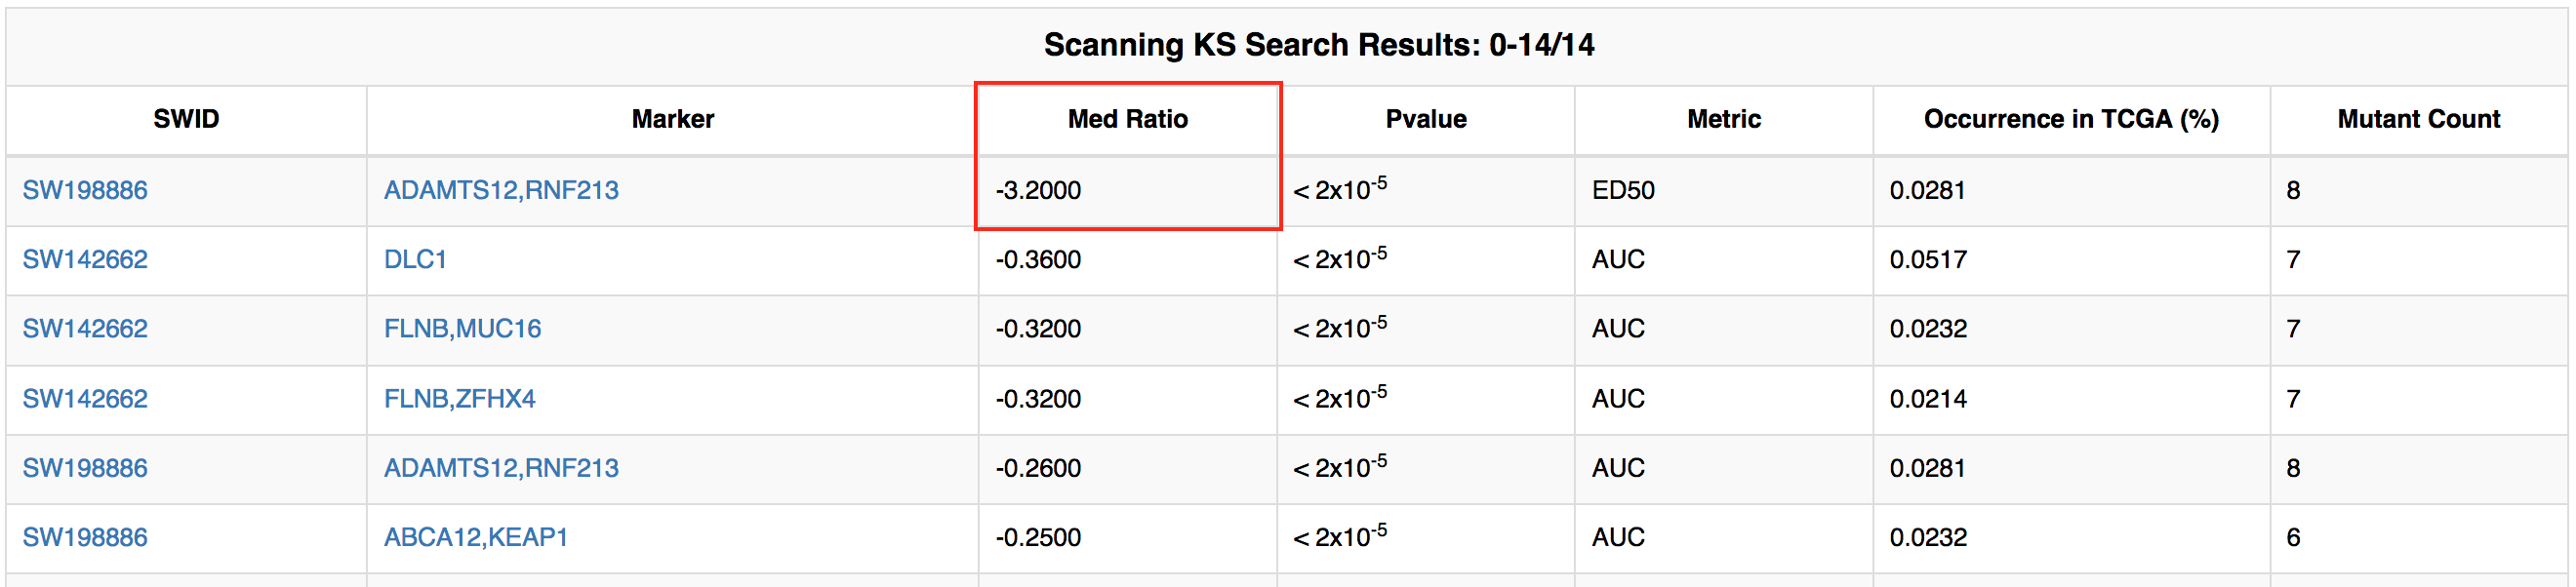 Scanning KS Search Results: 0-14/14
SWID Marker Med Ratio Pvalue Metric Occurrence in TCGA (%) Mutant Count
SW198886 ADAMTS12,RNF213 -3.2000 < 2x10⁻⁵ ED50 0.0281 8
SW142662 DLC1 -0.3600 < 2x10⁻⁵ AUC 0.0517 7
SW142662 FLNB,MUC16 -0.3200 < 2x10⁻⁵ AUC 0.0232 7
SW142662 FLNB,ZFHX4 -0.3200 < 2x10⁻⁵ AUC 0.0214 7
SW198886 ADAMTS12,RNF213 -0.2600 < 2x10⁻⁵ AUC 0.0281 8
SW198886 ABCA12,KEAP1 -0.2500 < 2x10⁻⁵ AUC 0.0232 6